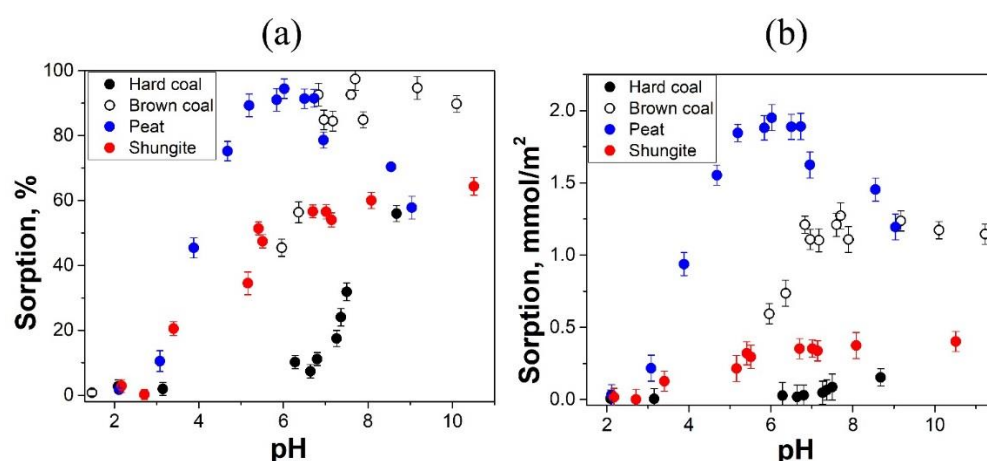 (a)
Sorption, %
100
80
60
40
20
0
Hard coal
Brown coal
Peat
Shungite
2 4 6 8 10
pH
(b)
Sorption, mmol/m²
2.0
1.5
1.0
0.5
0.0
Hard coal
Brown coal
Peat
Shungite
2 4 6 8 10
pH